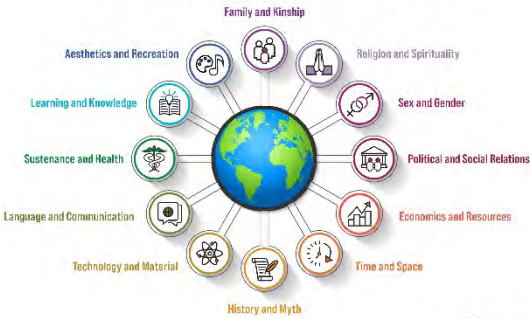 Family and Kinship
Aesthetics and Recreation
Religion and Spirituality
Learning and Knowledge
Sex and Gender
Sustenance and Health
Political and Social Relations
Language and Communication
Economics and Resources
Technology and Material
Time and Space
History and Myth